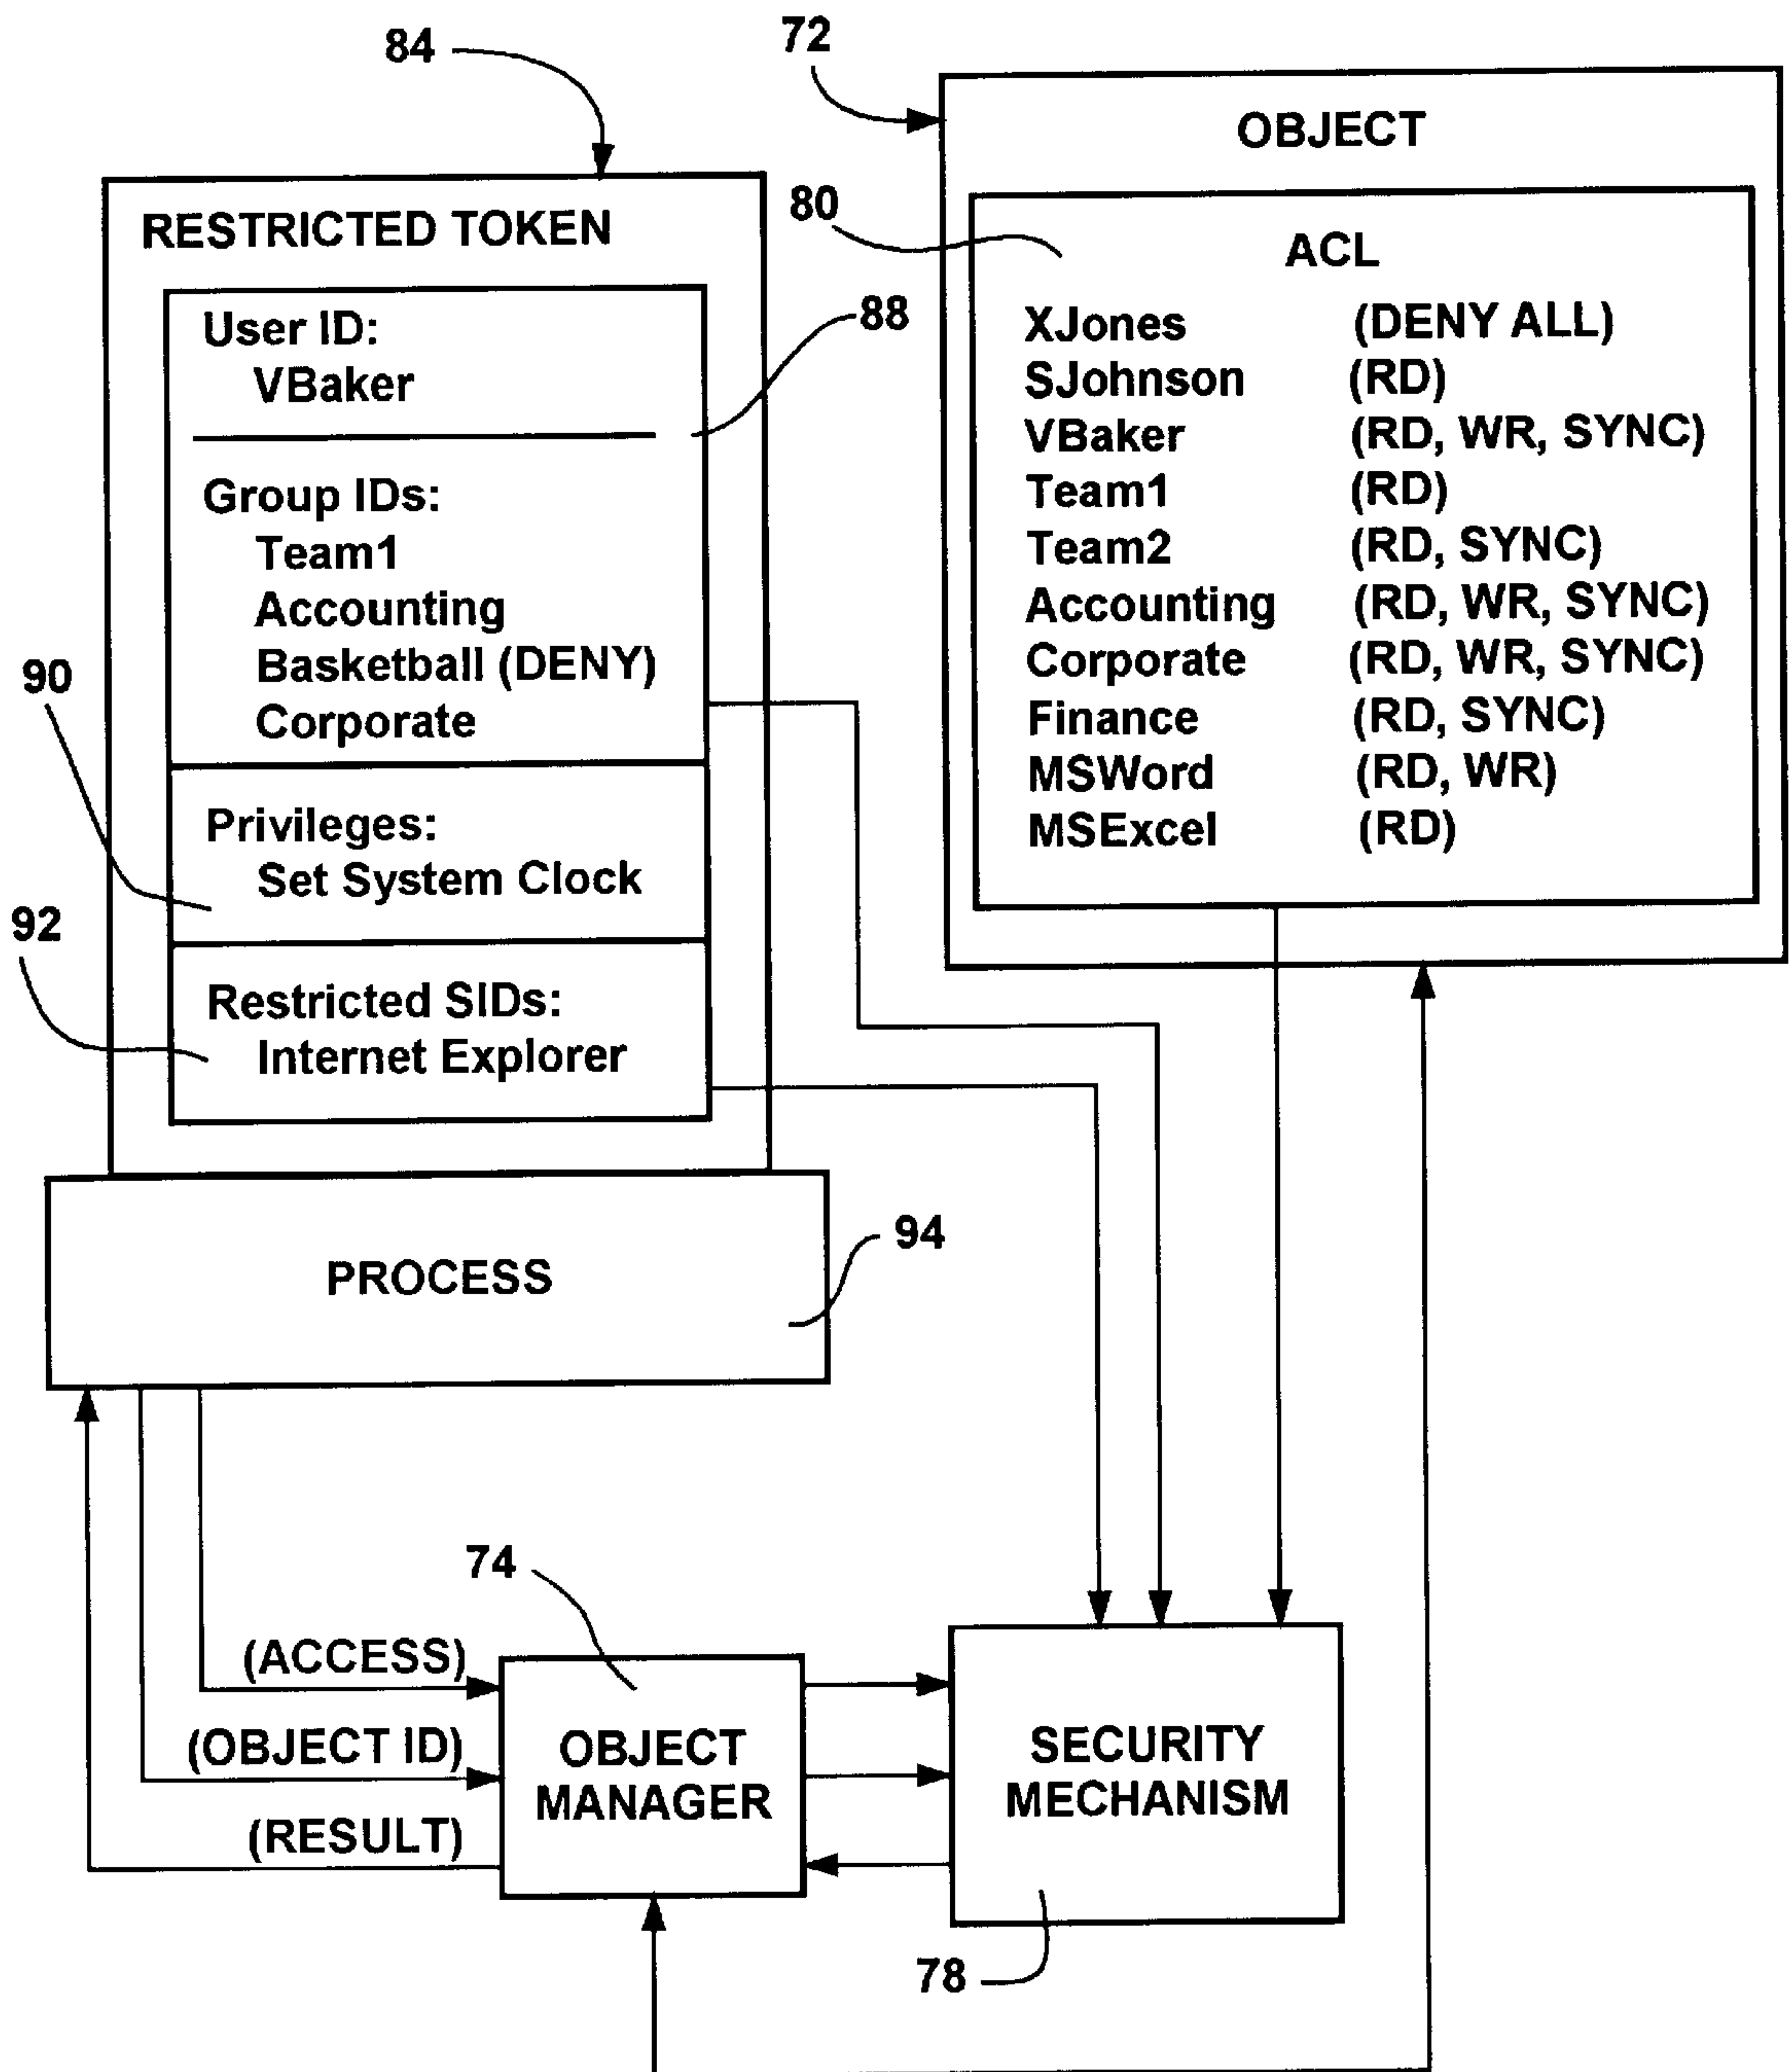 84
72
OBJECT
RESTRICTED TOKEN
80
ACL
User ID:
VBaker
88
Group IDs:
Team1
Accounting
Basketball (DENY)
Corporate
XJones (DENY ALL)
SJohnson (RD)
VBaker (RD, WR, SYNC)
Team1 (RD)
Team2 (RD, SYNC)
Accounting (RD, WR, SYNC)
Corporate (RD, WR, SYNC)
Finance (RD, SYNC)
MSWord (RD, WR)
MSExcel (RD)
90
Privileges:
Set System Clock
92
Restricted SIDs:
Internet Explorer
PROCESS
94
74
(ACCESS)
(OBJECT ID)
(RESULT)
OBJECT
MANAGER
SECURITY
MECHANISM
78